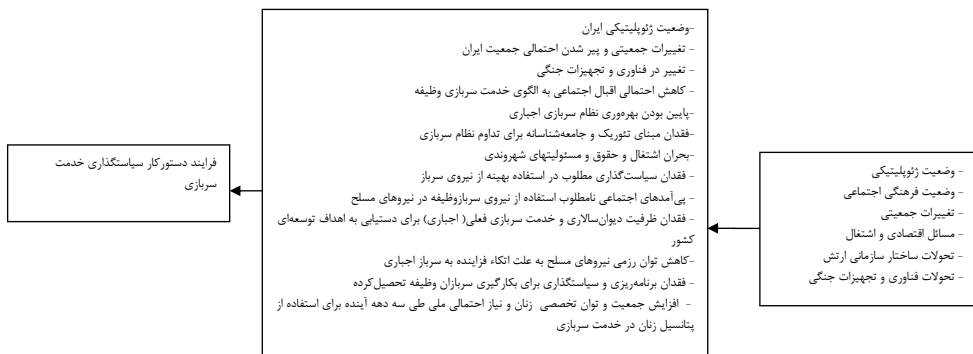 - وضعیت ژئوپلیتیکی
- وضعیت فرهنگی اجتماعی
- تغییرات جمعیتی
- مسائل اقتصادی و اشتغال
- تحولات ساختار سازمانی ارتش
- تحولات فناوری و تجهیزات جنگی
-وضعیت ژئوپلیتیکی ایران
- تغییرات جمعیتی و پیر شدن احتمالی جمعیت ایران
- تغییر در فناوری و تجهیزات جنگی
- کاهش احتمالی اقبال اجتماعی به الگوی خدمت سربازی وظیفه
-پایین بودن بهره‌وری نظام سربازی اجباری
-فقدان مبنای تئوریک و جامعه‌شناسانه برای تداوم نظام سربازی
-بحران اشتغال و حقوق و مسئولیتهای شهروندی
- فقدان سیاست‌گذاری مطلوب در استفاده بهینه از نیروی سرباز
- پی‌آمدهای اجتماعی نامطلوب استفاده از نیروی سربازوظیفه در نیروهای مسلح
- فقدان ظرفیت دیوان‌سالاری و خدمت سربازی فعلی( اجباری) برای دستیابی به اهداف توسعه‌ای
کشور
-کاهش توان رزمی نیروهای مسلح به علت اتکاء فزاینده به سرباز اجباری
- فقدان برنامه‌ریزی و سیاستگذاری برای بکارگیری سربازان وظیفه تحصیل‌کرده
- افزایش جمعیت و توان تخصصی زنان و نیاز احتمالی ملی طی سه دهه آینده برای استفاده از
پتانسیل زنان در خدمت سربازی
فرایند دستورکار سیاستگذاری خدمت
سربازی